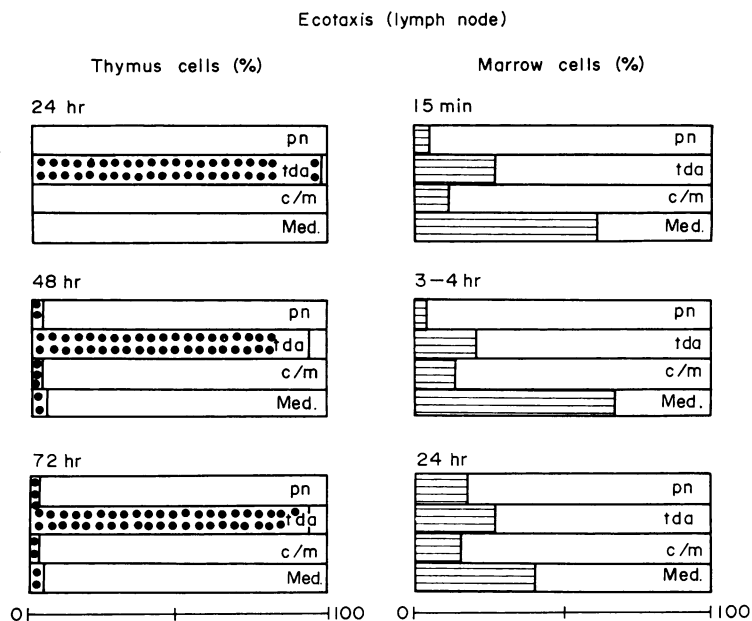 Ecotaxis (lymph node)
Thymus cells (%)
24 hr
pn
tda
c/m
Med.
48 hr
pn
tda
c/m
Med.
72 hr
pn
tda
c/m
Med.
0 100
Marrow cells (%)
15 min
pn
tda
c/m
Med.
3–4 hr
pn
tda
c/m
Med.
24 hr
pn
tda
c/m
Med.
0 100